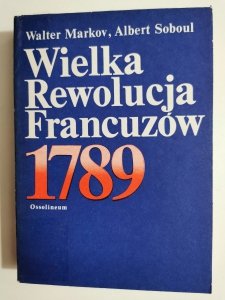 Walter Markov, Albert Soboul
Wielka
Rewolucja
Francuzów
1789
Ossolineum